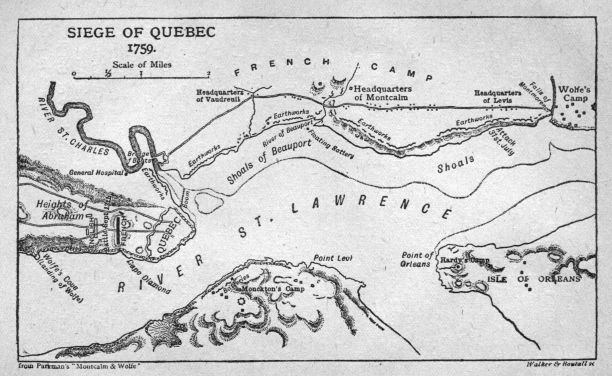 SIEGE OF QUEBEC
1759.
Scale of Miles
0 ½ 1 2
FRENCH CAMP
Headquarters
of Vaudreuil
Headquarters
of Montcalm
Headquarters
of Levis
Falls of
Montmorenci
Wolfe's
Camp
RIVER ST. CHARLES
Earthworks
River of Beauport
Floating Battery
Earthworks
Earthworks
Attack
31st July
Bridge
of Boats
Earthworks
General Hospital
Earthworks
Shoals of Beauport
Shoals
Heights of
Abraham
FRENCH
QUEBEC
Cape Diamond
Wolfe's Cove
(Landing of Wolfe)
RIVER ST. LAWRENCE
Point Levi
Batteries
Monckton's Camp
Point of
Orleans
Hardy's Camp
ISLE OF ORLEANS
from Parkman's "Montcalm & Wolfe"
Walker & Boutall sc